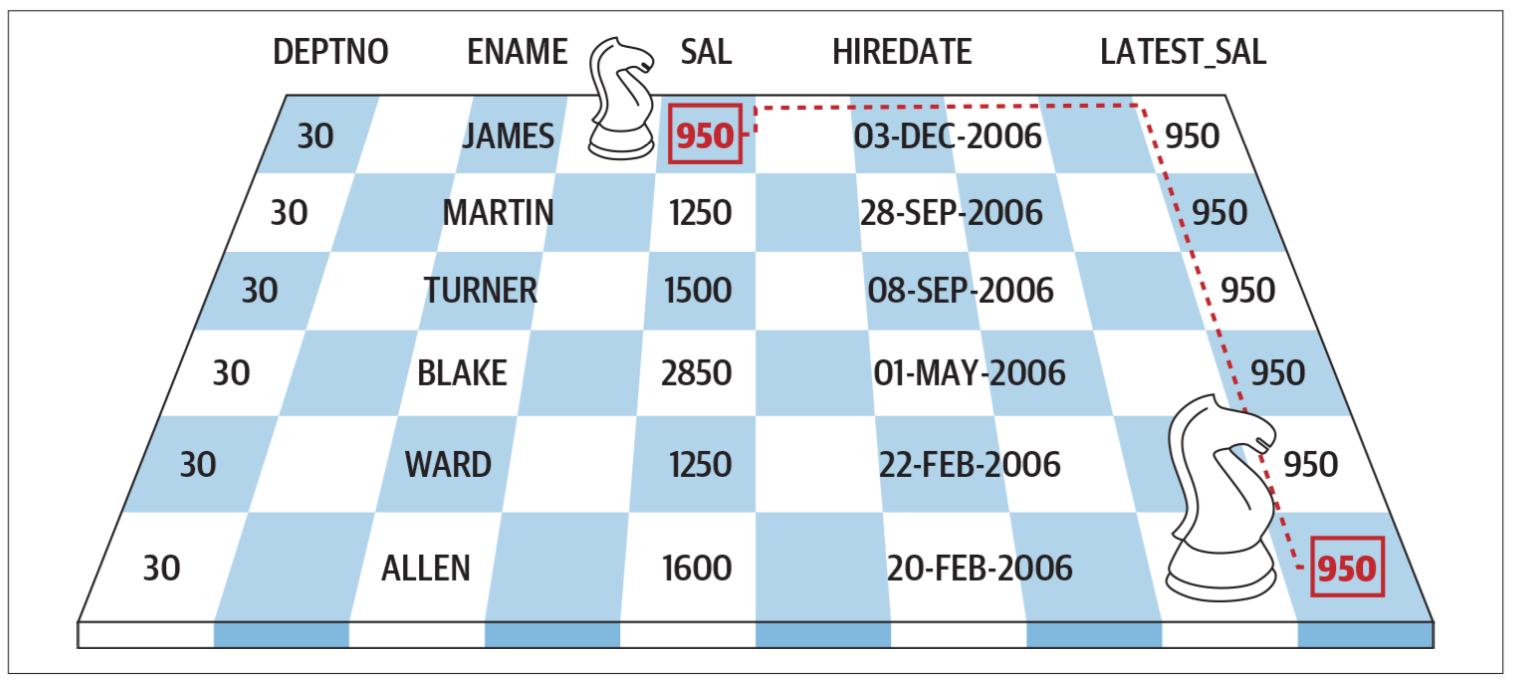 DEPTNO ENAME SAL HIREDATE LATEST_SAL
30 JAMES 950 03-DEC-2006 950
30 MARTIN 1250 28-SEP-2006 950
30 TURNER 1500 08-SEP-2006 950
30 BLAKE 2850 01-MAY-2006 950
30 WARD 1250 22-FEB-2006 950
30 ALLEN 1600 20-FEB-2006 950